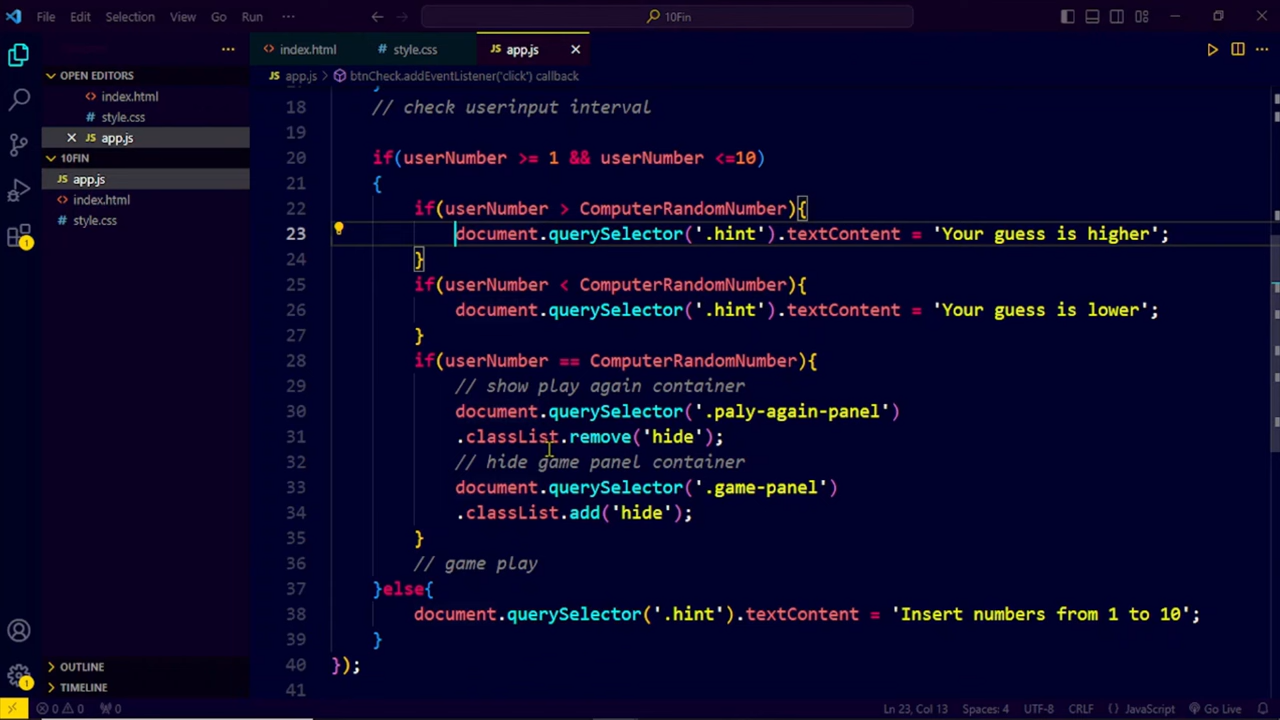 File Edit Selection View Go Run ··· 10Fin
··· index.html style.css JS app.js
OPEN EDITORS JS app.js > btnCheck.addEventListener('click') callback
index.html
style.css
JS app.js
10FIN
JS app.js
index.html
style.css
18 // check userinput interval
19
20 if(userNumber >= 1 && userNumber <=10)
21 {
22 if(userNumber > ComputerRandomNumber){
23 document.querySelector('.hint').textContent = 'Your guess is higher';
24 }
25 if(userNumber < ComputerRandomNumber){
26 document.querySelector('.hint').textContent = 'Your guess is lower';
27 }
28 if(userNumber == ComputerRandomNumber){
29 // show play again container
30 document.querySelector('.paly-again-panel')
31 .classList.remove('hide');
32 // hide game panel container
33 document.querySelector('.game-panel')
34 .classList.add('hide');
35 }
36 // game play
37 }else{
38 document.querySelector('.hint').textContent = 'Insert numbers from 1 to 10';
39 }
40 });
41
OUTLINE
TIMELINE
0 0 0 Ln 23, Col 13 Spaces: 4 UTF-8 CRLF {} JavaScript Go Live